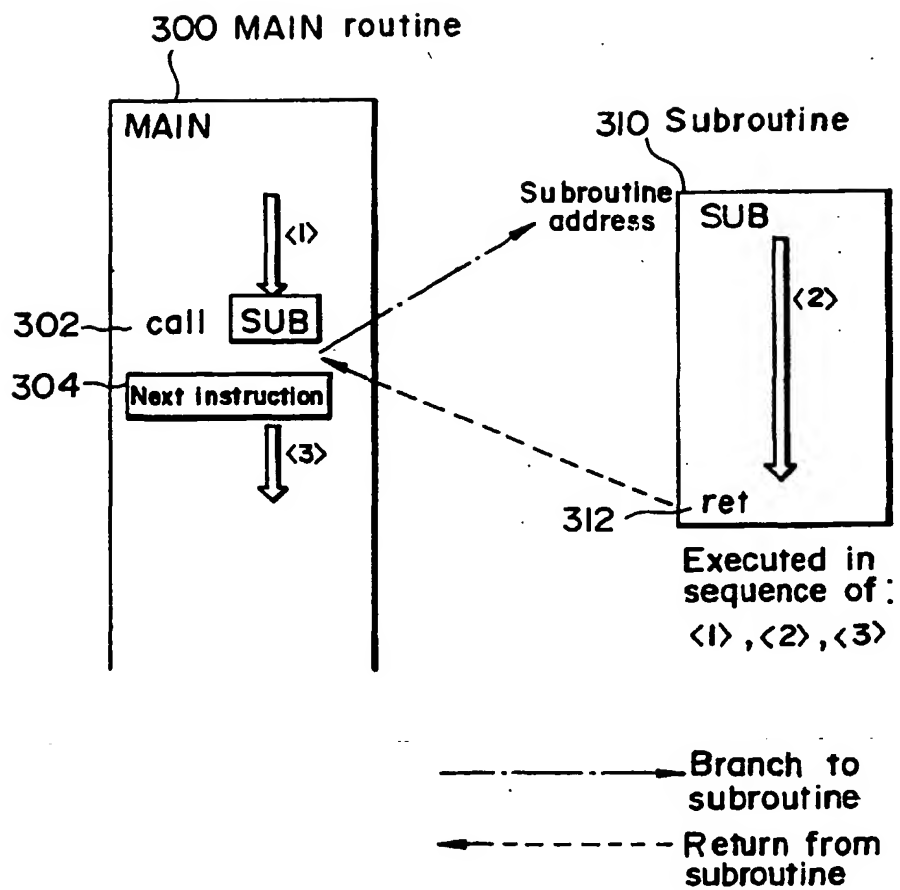 300 MAIN routine
MAIN
310 Subroutine
Subroutine
address
SUB
<1>
<2>
302 call SUB
304
Next instruction
<3>
312 ret
Executed in
sequence of :
<1>, <2>, <3>
Branch to
subroutine
Return from
subroutine